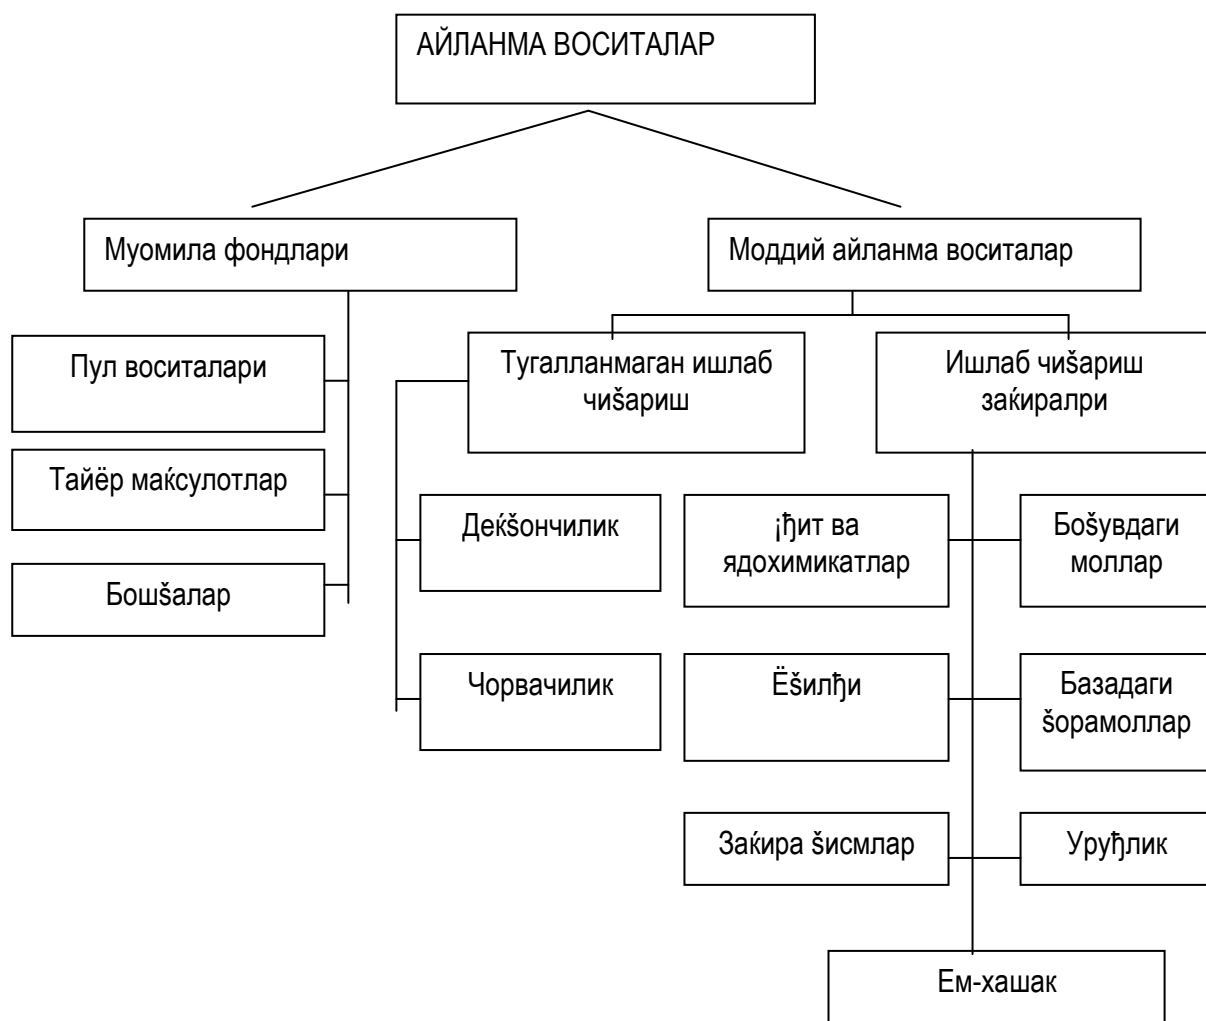 АЙЛАНМА ВОСИТАЛАР
Муомила фондлари
Моддий айланма воситалар
Пул воситалари
Тугалланмаган ишлаб
чиšариш
Ишлаб чиšариш
заќиралри
Тайёр маќсулотлар
Деќšончилик
¡ђит ва
ядохимикатлар
Бошувдаги
моллар
Бошšалар
Чорвачилик
Ёšилђи
Базадаги
šорамоллар
Заќира šисмлар
Уруђлик
Ем-хашак